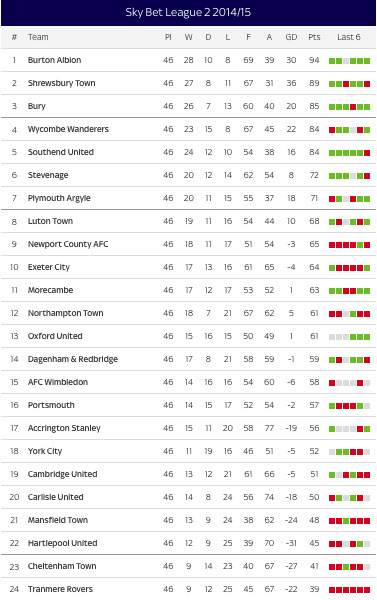 Sky Bet League 2 2014/15
# Team Pl W D L F A GD Pts Last 6
1 Burton Albion 46 28 10 8 69 39 30 94
2 Shrewsbury Town 46 27 8 11 67 31 36 89
3 Bury 46 26 7 13 60 40 20 85
4 Wycombe Wanderers 46 23 15 8 67 45 22 84
5 Southend United 46 24 12 10 54 38 16 84
6 Stevenage 46 20 12 14 62 54 8 72
7 Plymouth Argyle 46 20 11 15 55 37 18 71
8 Luton Town 46 19 11 16 54 44 10 68
9 Newport County AFC 46 18 11 17 51 54 -3 65
10 Exeter City 46 17 13 16 61 65 -4 64
11 Morecambe 46 17 12 17 53 52 1 63
12 Northampton Town 46 18 7 21 67 62 5 61
13 Oxford United 46 15 16 15 50 49 1 61
14 Dagenham & Redbridge 46 17 8 21 58 59 -1 59
15 AFC Wimbledon 46 14 16 16 54 60 -6 58
16 Portsmouth 46 14 15 17 52 54 -2 57
17 Accrington Stanley 46 15 11 20 58 77 -19 56
18 York City 46 11 19 16 46 51 -5 52
19 Cambridge United 46 13 12 21 61 66 -5 51
20 Carlisle United 46 14 8 24 56 74 -18 50
21 Mansfield Town 46 13 9 24 38 62 -24 48
22 Hartlepool United 46 12 9 25 39 70 -31 45
23 Cheltenham Town 46 9 14 23 40 67 -27 41
24 Tranmere Rovers 46 9 12 25 45 67 -22 39